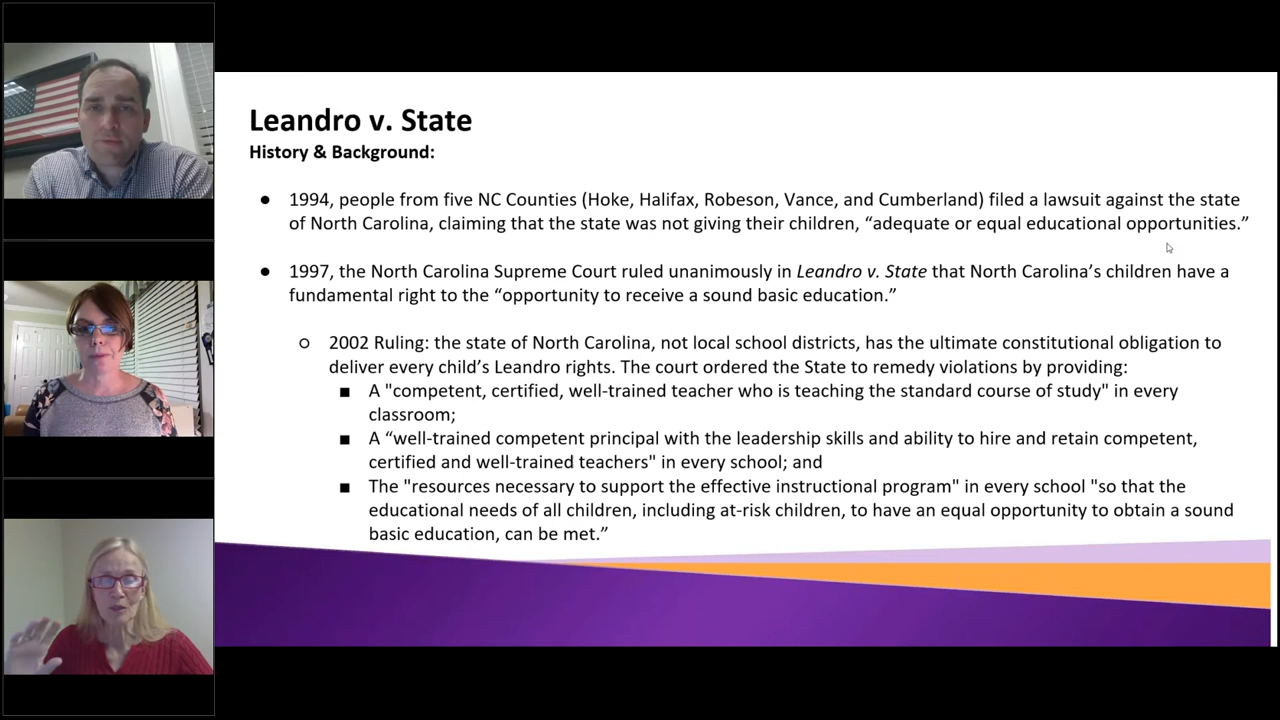 Leandro v. State
History & Background:
● 1994, people from five NC Counties (Hoke, Halifax, Robeson, Vance, and Cumberland) filed a lawsuit against the state
of North Carolina, claiming that the state was not giving their children, “adequate or equal educational opportunities.”
● 1997, the North Carolina Supreme Court ruled unanimously in Leandro v. State that North Carolina’s children have a
fundamental right to the “opportunity to receive a sound basic education.”
○ 2002 Ruling: the state of North Carolina, not local school districts, has the ultimate constitutional obligation to
deliver every child’s Leandro rights. The court ordered the State to remedy violations by providing:
■ A "competent, certified, well-trained teacher who is teaching the standard course of study" in every
classroom;
■ A “well-trained competent principal with the leadership skills and ability to hire and retain competent,
certified and well-trained teachers" in every school; and
■ The "resources necessary to support the effective instructional program" in every school "so that the
educational needs of all children, including at-risk children, to have an equal opportunity to obtain a sound
basic education, can be met.”